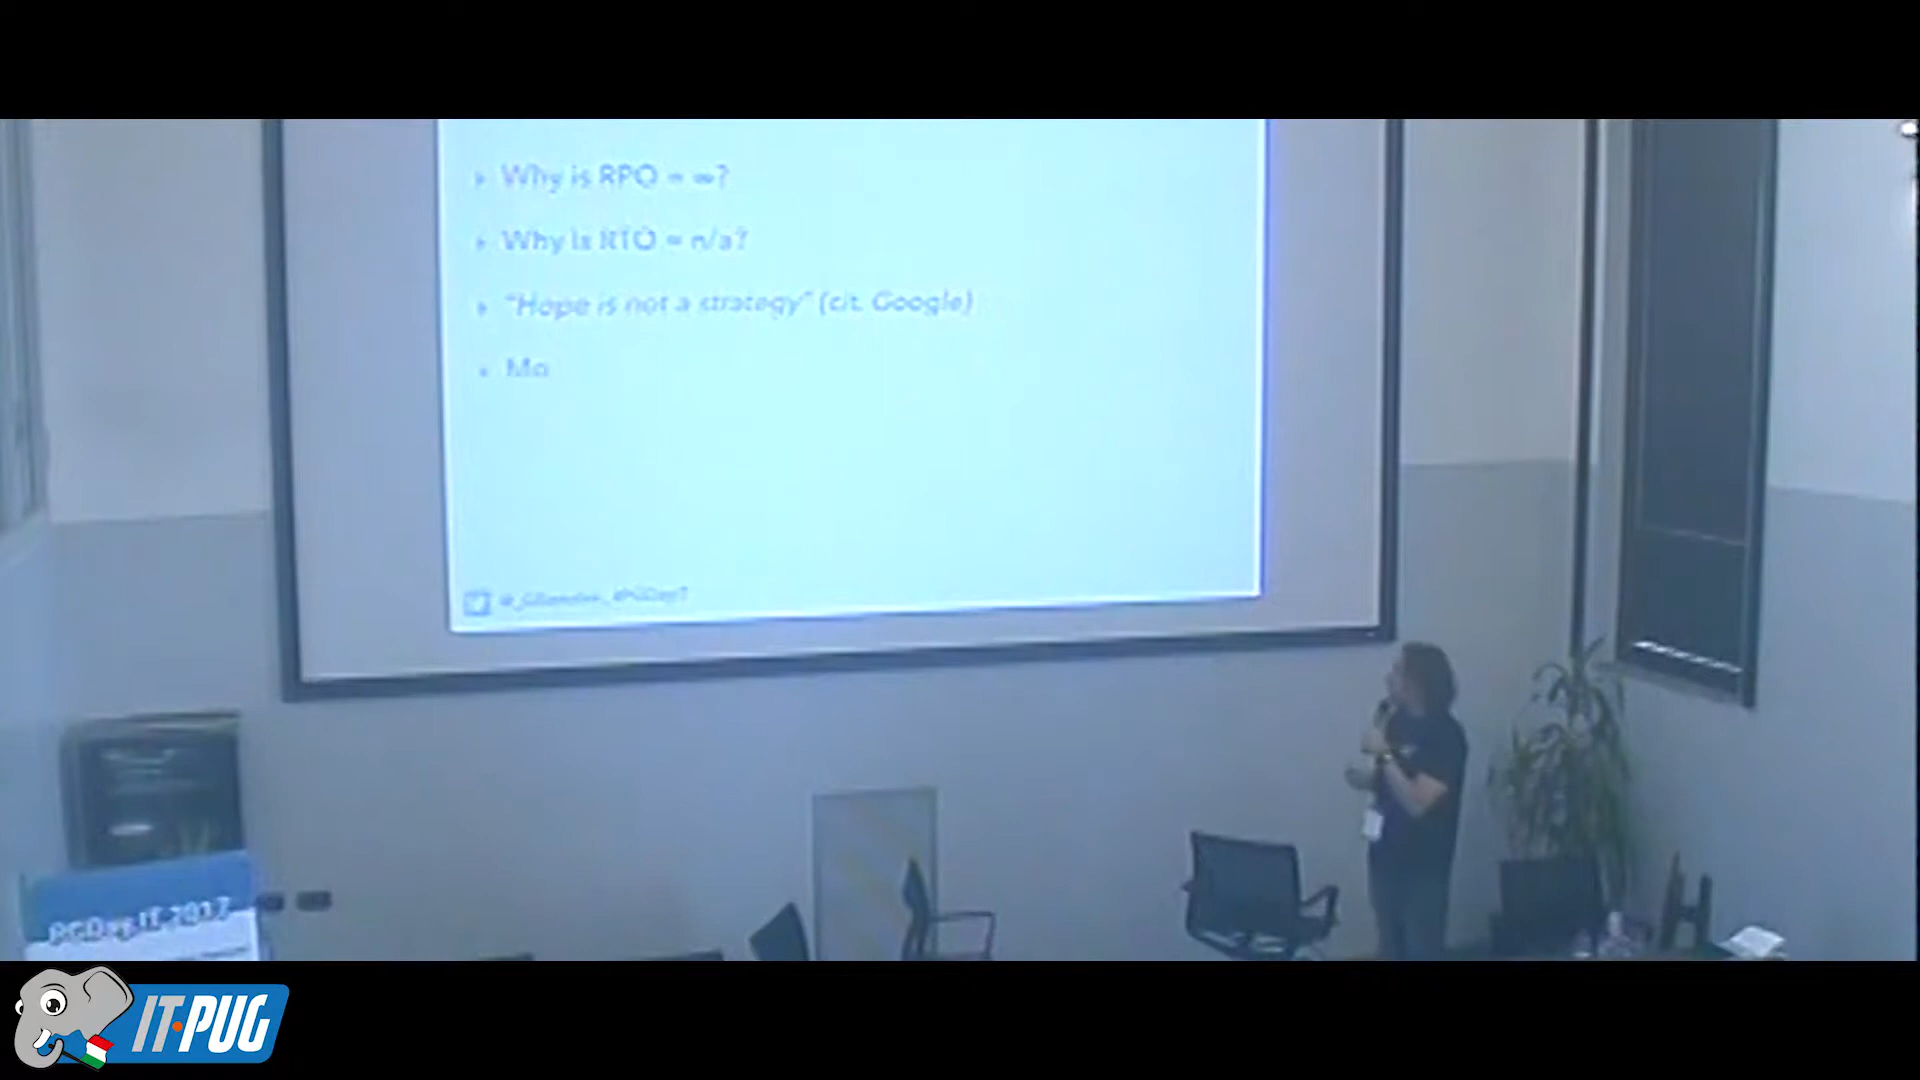 Why is RPO = ∞?
Why is RTO = n/a?
"Hope is not a strategy" (cit. Google)
Mo
PGDay.IT 2017
IT·PUG